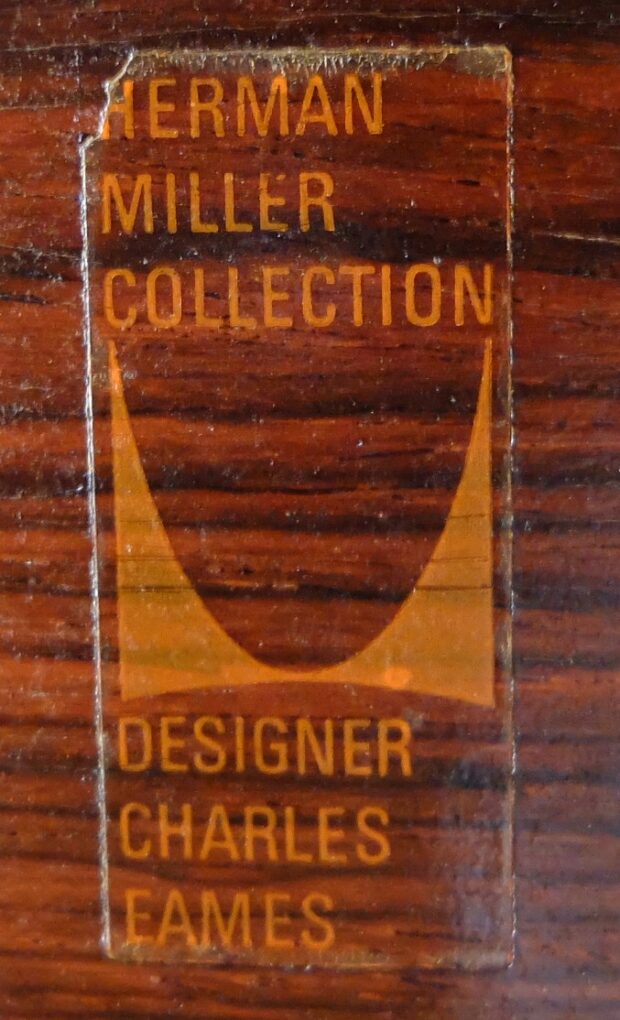 HERMAN
MILLER
COLLECTION
DESIGNER
CHARLES
EAMES